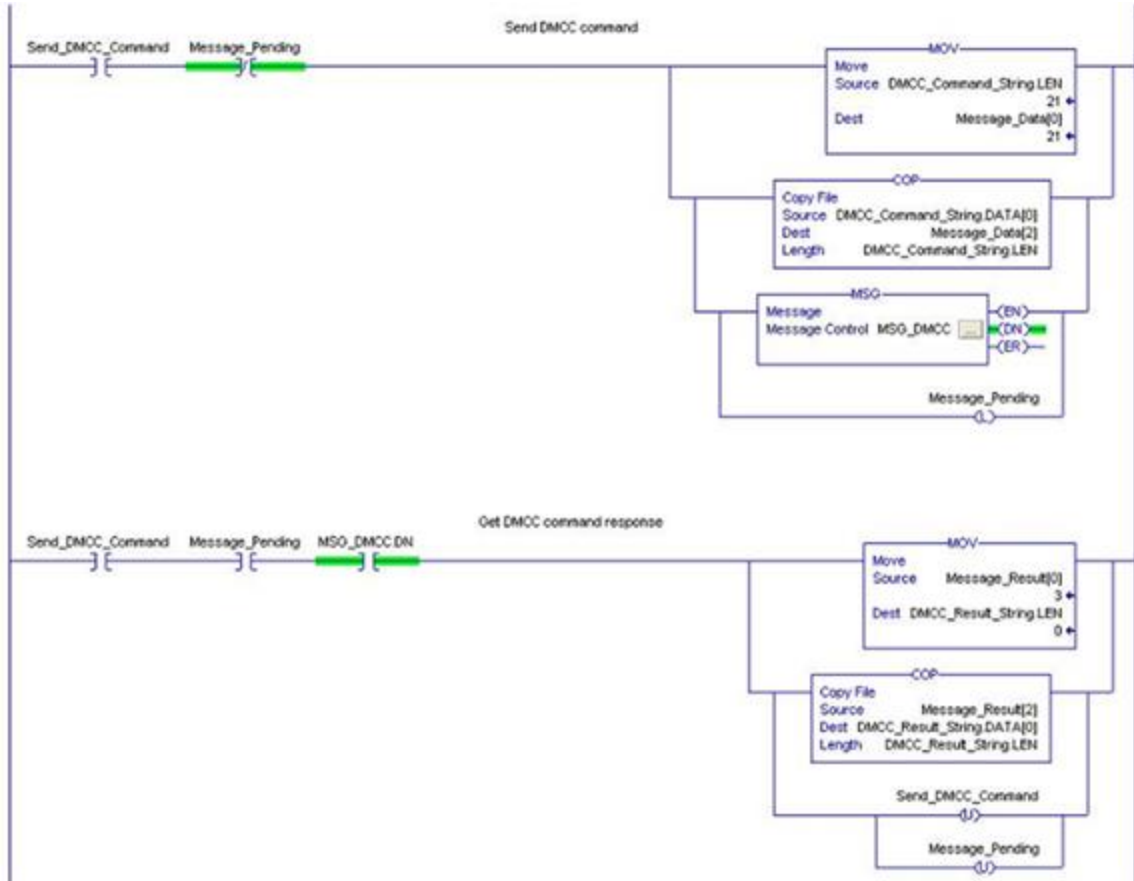 Send DMCC command
Send_DMCC_Command Message_Pending
MOV
Move
Source DMCC_Command_String.LEN
21
Dest Message_Data[0]
21
COP
Copy File
Source DMCC_Command_String.DATA[0]
Dest Message_Data[2]
Length DMCC_Command_String.LEN
MSG
Message
Message Control MSG_DMCC ...
EN
DN
ER
Message_Pending
L
Get DMCC command response
Send_DMCC_Command Message_Pending MSG_DMCC.DN
MOV
Move
Source Message_Result[0]
3
Dest DMCC_Result_String.LEN
0
COP
Copy File
Source Message_Result[2]
Dest DMCC_Result_String.DATA[0]
Length DMCC_Result_String.LEN
Send_DMCC_Command
U
Message_Pending
U